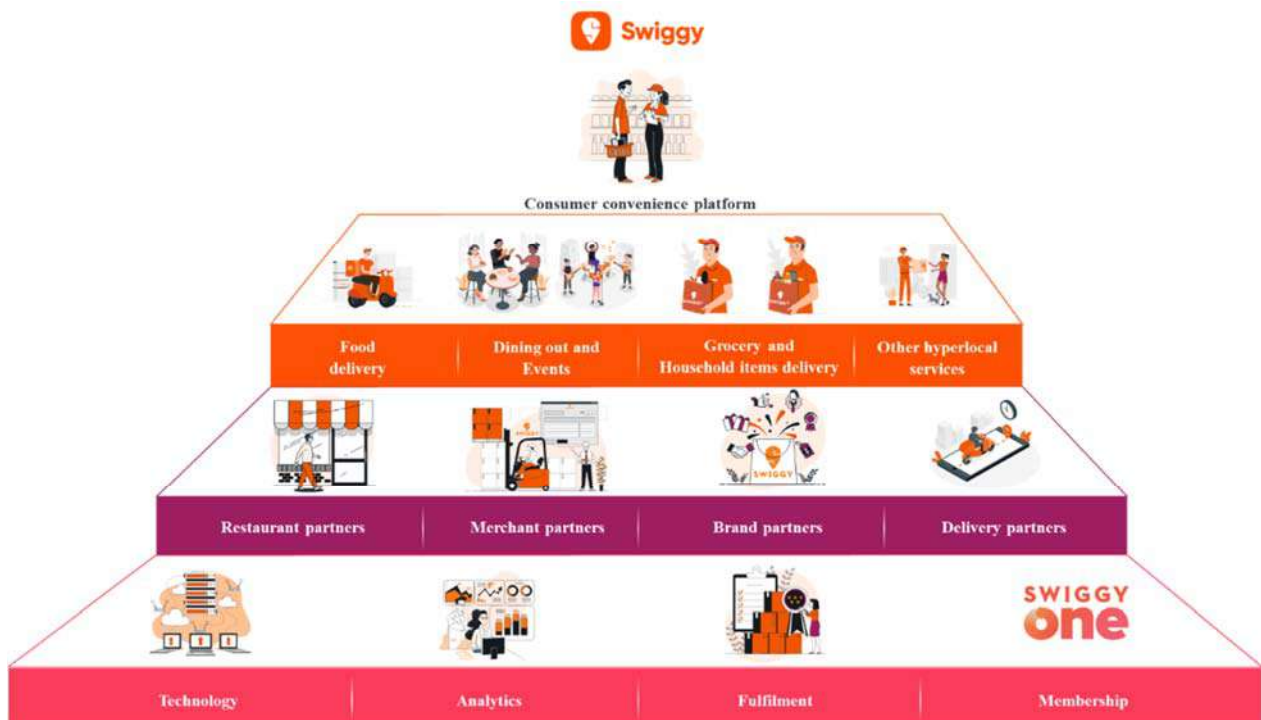 Swiggy
Consumer convenience platform
Food
delivery
Dining out and
Events
Grocery and
Household items delivery
Other hyperlocal
services
SWIGGY
Restaurant partners
Merchant partners
Brand partners
Delivery partners
SWIGGY
one
Technology
Analytics
Fulfilment
Membership